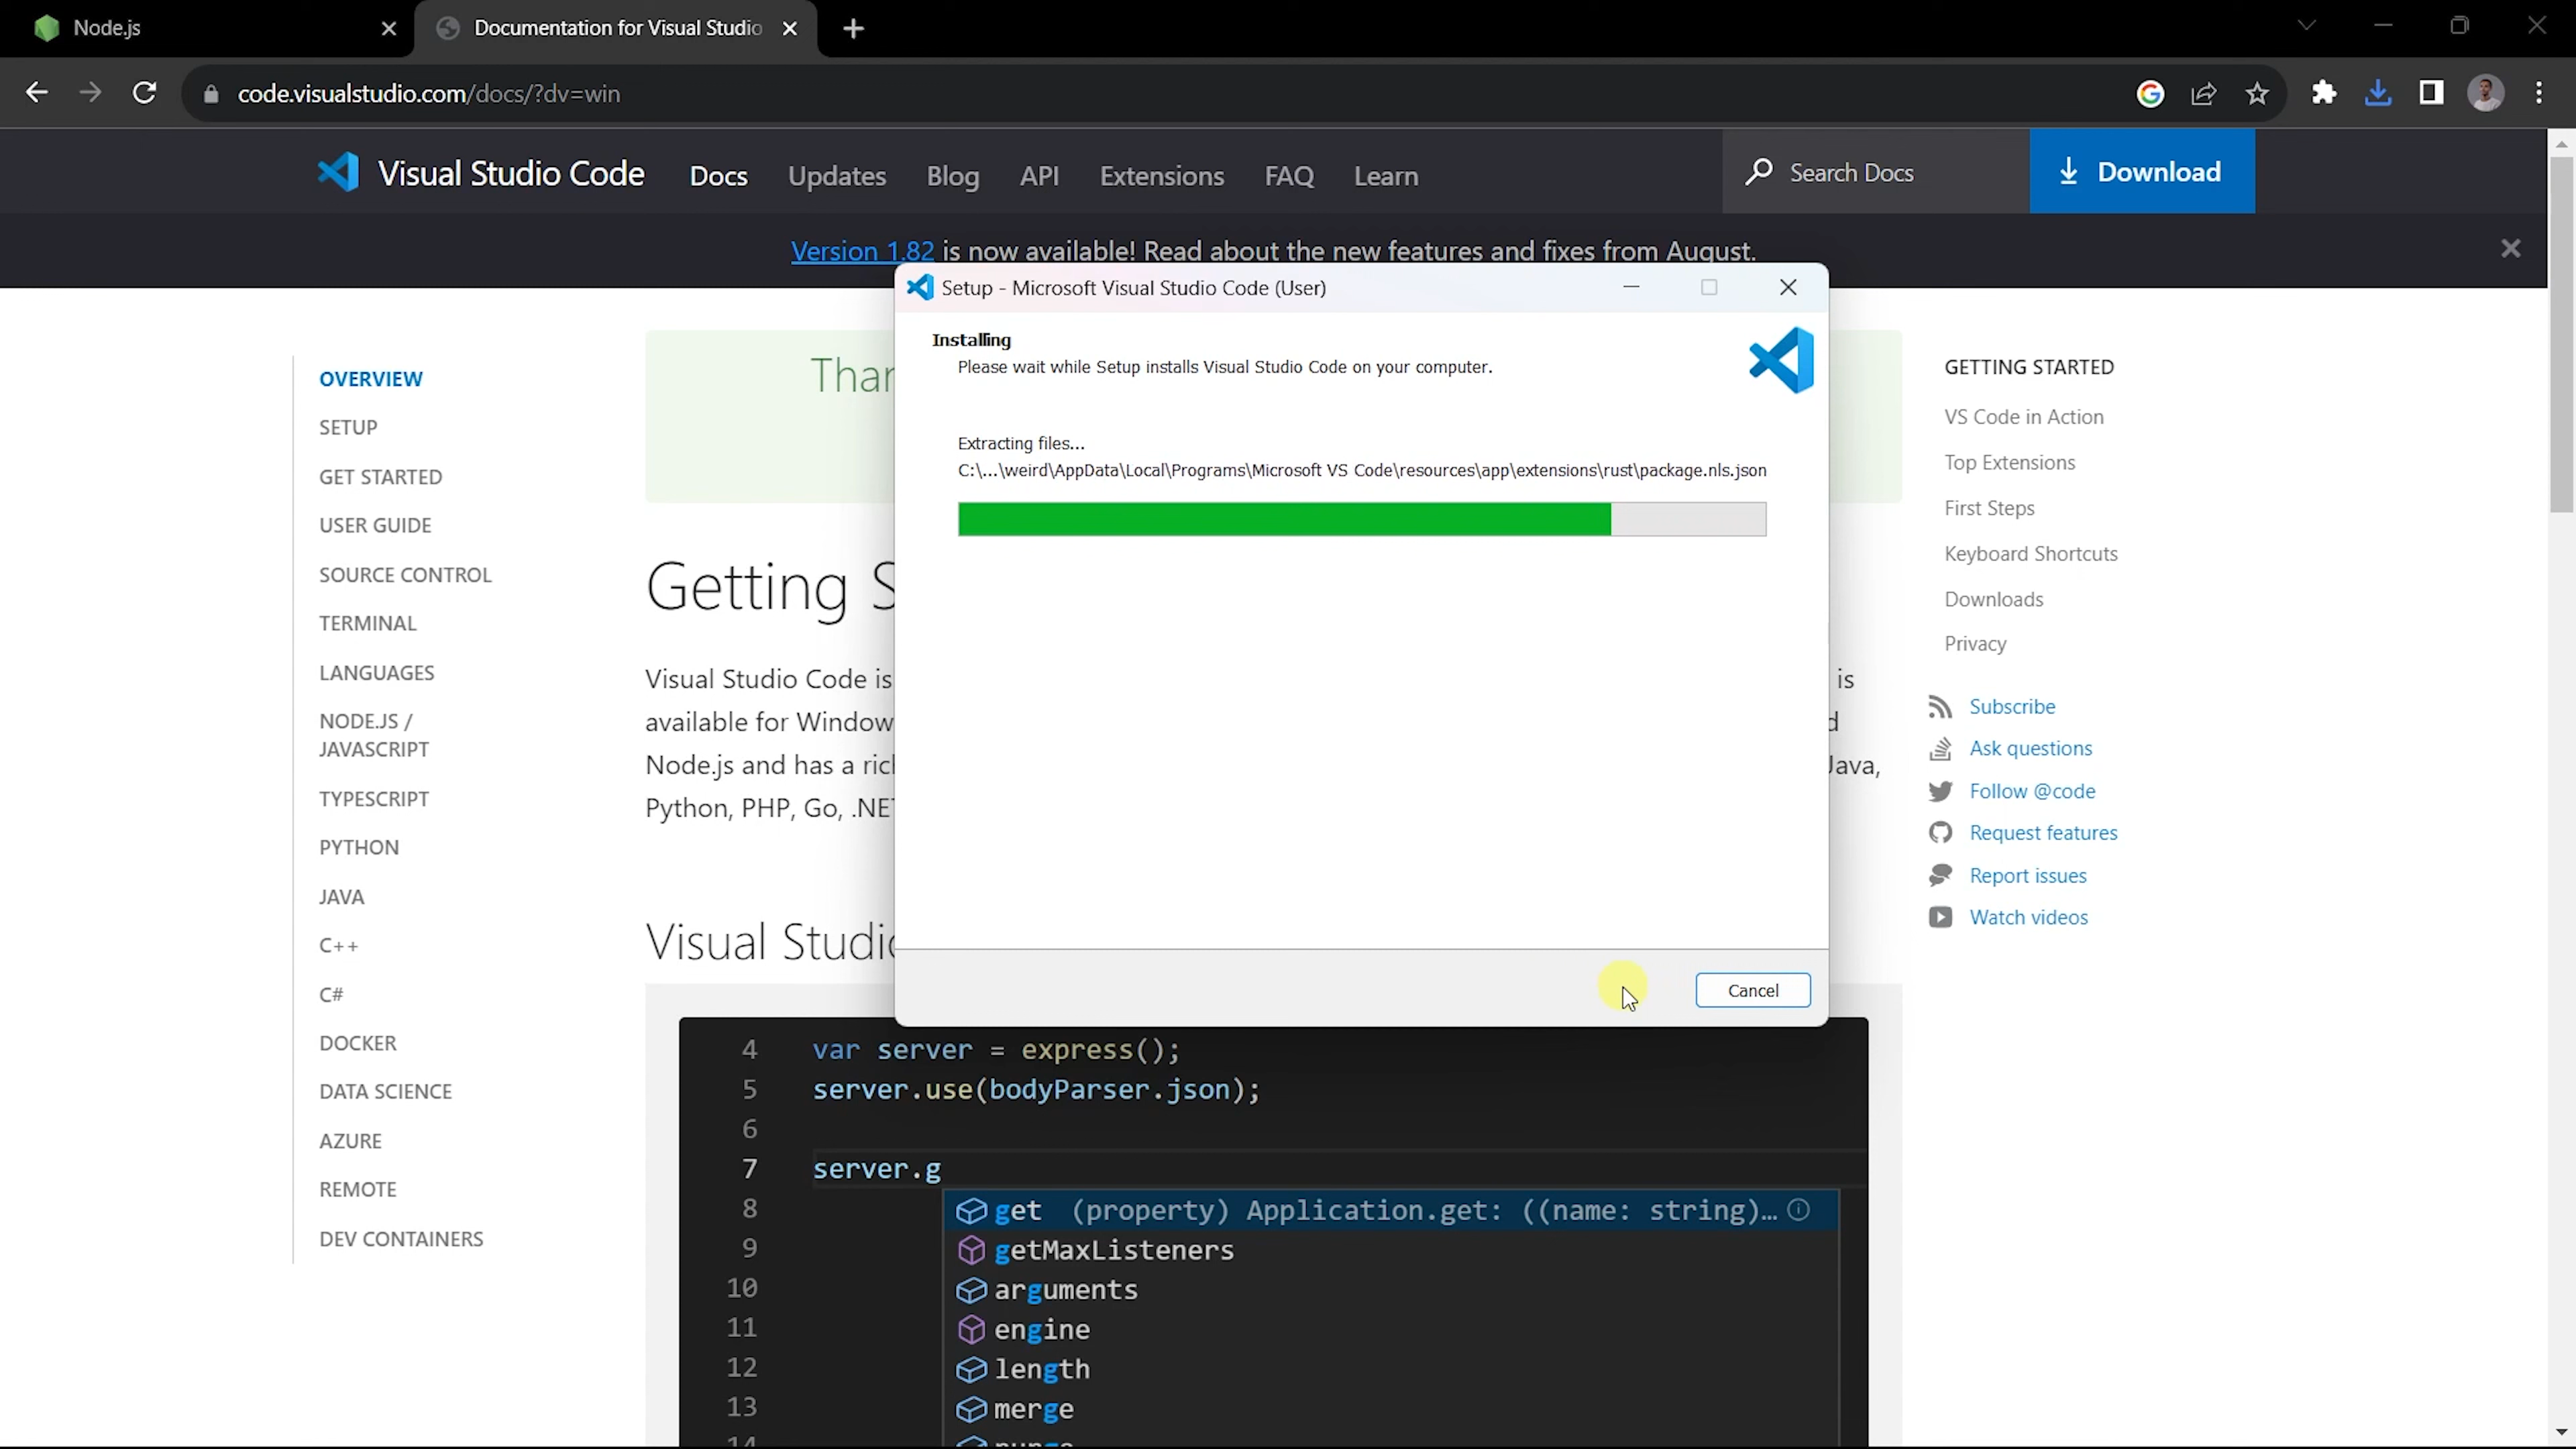 Node.js
Documentation for Visual Studio
code.visualstudio.com/docs/?dv=win
Visual Studio Code
Docs
Updates
Blog
API
Extensions
FAQ
Learn
Search Docs
Download
Version 1.82 is now available! Read about the new features and fixes from August.
Setup - Microsoft Visual Studio Code (User)
Installing
Please wait while Setup installs Visual Studio Code on your computer.
Extracting files...
C:\...\weird\AppData\Local\Programs\Microsoft VS Code\resources\app\extensions\rust\package.nls.json
Cancel
OVERVIEW
SETUP
GET STARTED
USER GUIDE
SOURCE CONTROL
TERMINAL
LANGUAGES
NODE.JS /
JAVASCRIPT
TYPESCRIPT
PYTHON
JAVA
C++
C#
DOCKER
DATA SCIENCE
AZURE
REMOTE
DEV CONTAINERS
Getting
Visual Studio Code is
is
available for
Node.js and has a
Java,
Python, PHP, Go,
Visual
4 var server = express();
5 server.use(bodyParser.json);
6
7 server.g
8 get (property) Application.get: ((name: string)...
9 getMaxListeners
10 arguments
11 engine
12 length
13 merge
14
GETTING STARTED
VS Code in Action
Top Extensions
First Steps
Keyboard Shortcuts
Downloads
Privacy
Subscribe
Ask questions
Follow @code
Request features
Report issues
Watch videos